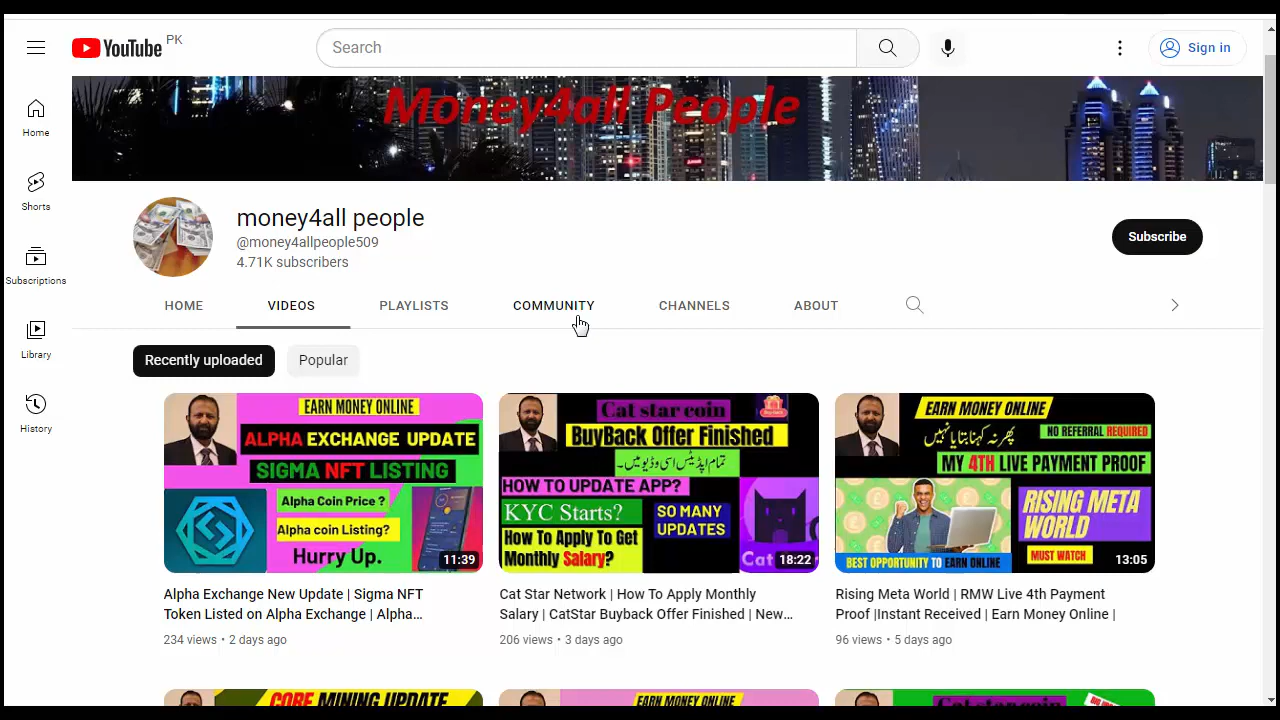 YouTube PK
Search
Sign in
Home
Shorts
Subscriptions
Library
History
Money4all People
money4all people
@money4allpeople509
4.71K subscribers
Subscribe
HOME
VIDEOS
PLAYLISTS
COMMUNITY
CHANNELS
ABOUT
Recently uploaded
Popular
EARN MONEY ONLINE
ALPHA EXCHANGE UPDATE
SIGMA NFT LISTING
Alpha Coin Price ?
Alpha coin Listing?
Hurry Up.
11:39
Alpha Exchange New Update | Sigma NFT
Token Listed on Alpha Exchange | Alpha…
234 views • 2 days ago
Cat star coin
BuyBack Offer Finished
تمام اپڈیٹس اسی وڈیو میں۔
HOW TO UPDATE APP?
KYC Starts?
SO MANY
UPDATES
How To Apply To Get
Monthly Salary?
Cat
18:22
Cat Star Network | How To Apply Monthly
Salary | CatStar Buyback Offer Finished | New…
206 views • 3 days ago
EARN MONEY ONLINE
پھر نہ کہنا بتایا نہیں
NO REFERRAL REQUIRED
MY 4TH LIVE PAYMENT PROOF
RISING META
WORLD
MUST WATCH
BEST OPPORTUNITY TO EARN ONLINE
13:05
Rising Meta World | RMW Live 4th Payment
Proof |Instant Received | Earn Money Online |
96 views • 5 days ago
CORE MINING UPDATE
EARN MONEY ONLINE
Cat star coin